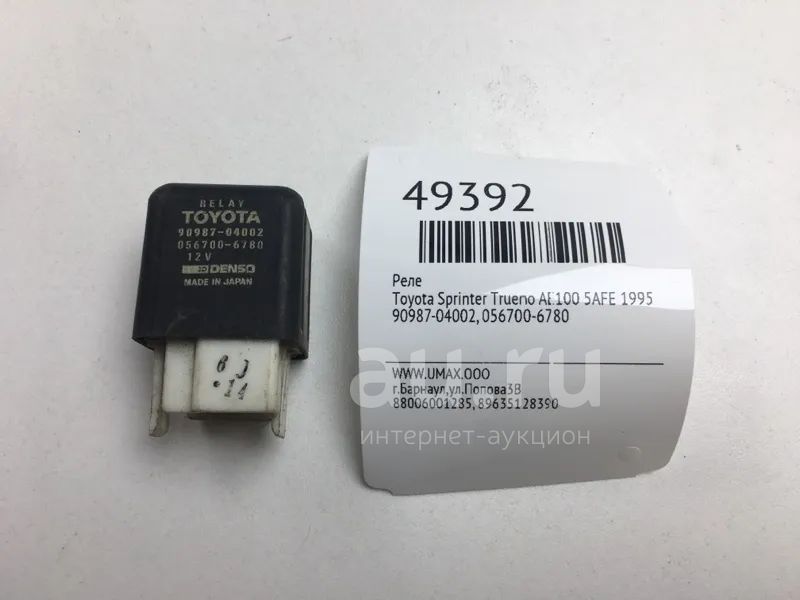 RELAY
TOYOTA
90987-04002
056700-6780
12V
DENSO
MADE IN JAPAN
6 J
14
49392
Реле
Toyota Sprinter Trueno AE100 5AFE 1995
90987-04002, 056700-6780
WWW.UMAX.OOO
г.Барнаул,ул.Попова3В
88006001285, 89635128390
au.ru
интернет-аукцион